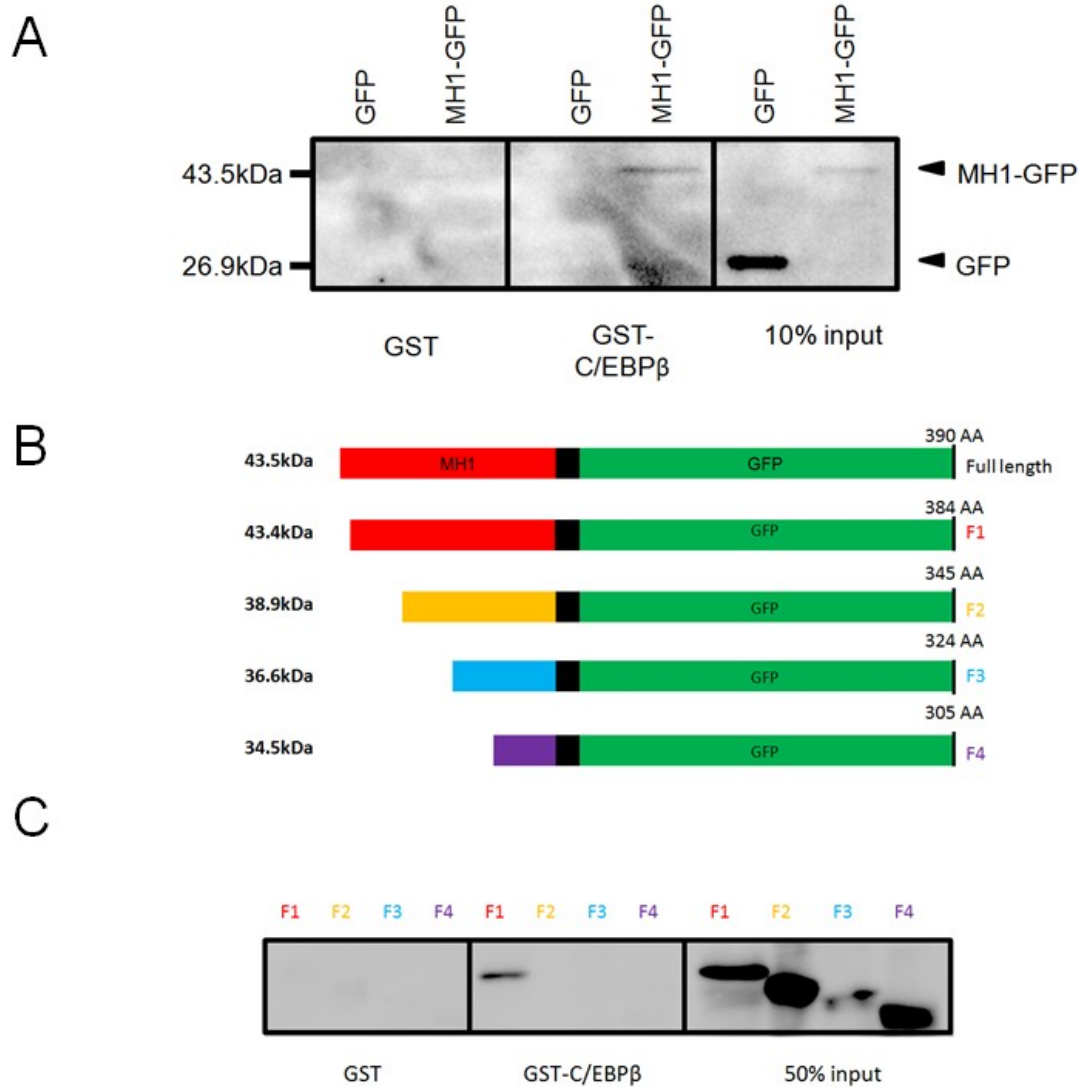 A
GFP
MH1-GFP
GFP
MH1-GFP
GFP
MH1-GFP
43.5kDa
MH1-GFP
26.9kDa
GFP
GST
GST-
C/EBPβ
10% input
B
390 AA
43.5kDa
MH1
GFP
Full length
384 AA
43.4kDa
GFP
F1
345 AA
38.9kDa
GFP
F2
324 AA
36.6kDa
GFP
F3
305 AA
34.5kDa
GFP
F4
C
F1 F2 F3 F4 F1 F2 F3 F4 F1 F2 F3 F4
GST GST-C/EBPβ 50% input